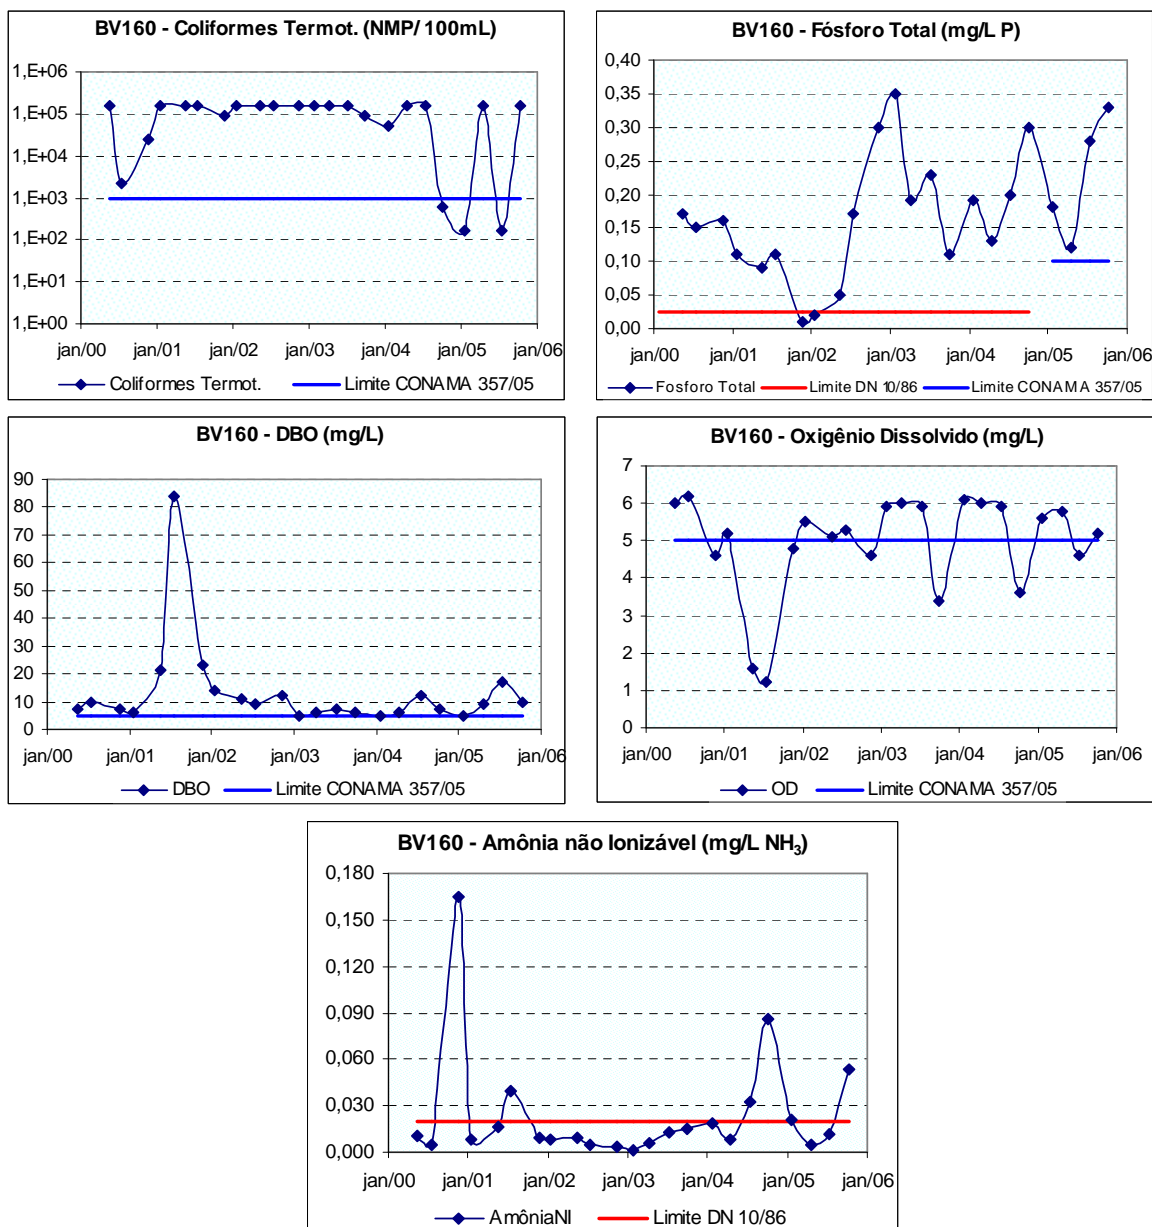 BV160 - Coliformes Termot. (NMP/ 100mL)
1,E+06
1,E+05
1,E+04
1,E+03
1,E+02
1,E+01
1,E+00
jan/00 jan/01 jan/02 jan/03 jan/04 jan/05 jan/06
Coliformes Termot. Limite CONAMA 357/05
BV160 - Fósforo Total (mg/L P)
0,40
0,35
0,30
0,25
0,20
0,15
0,10
0,05
0,00
jan/00 jan/01 jan/02 jan/03 jan/04 jan/05 jan/06
Fosforo Total Limite DN 10/86 Limite CONAMA 357/05
BV160 - DBO (mg/L)
90
80
70
60
50
40
30
20
10
0
jan/00 jan/01 jan/02 jan/03 jan/04 jan/05 jan/06
DBO Limite CONAMA 357/05
BV160 - Oxigênio Dissolvido (mg/L)
7
6
5
4
3
2
1
0
jan/00 jan/01 jan/02 jan/03 jan/04 jan/05 jan/06
OD Limite CONAMA 357/05
BV160 - Amônia não Ionizável (mg/L NH₃)
0,180
0,150
0,120
0,090
0,060
0,030
0,000
jan/00 jan/01 jan/02 jan/03 jan/04 jan/05 jan/06
AmôniaNI Limite DN 10/86